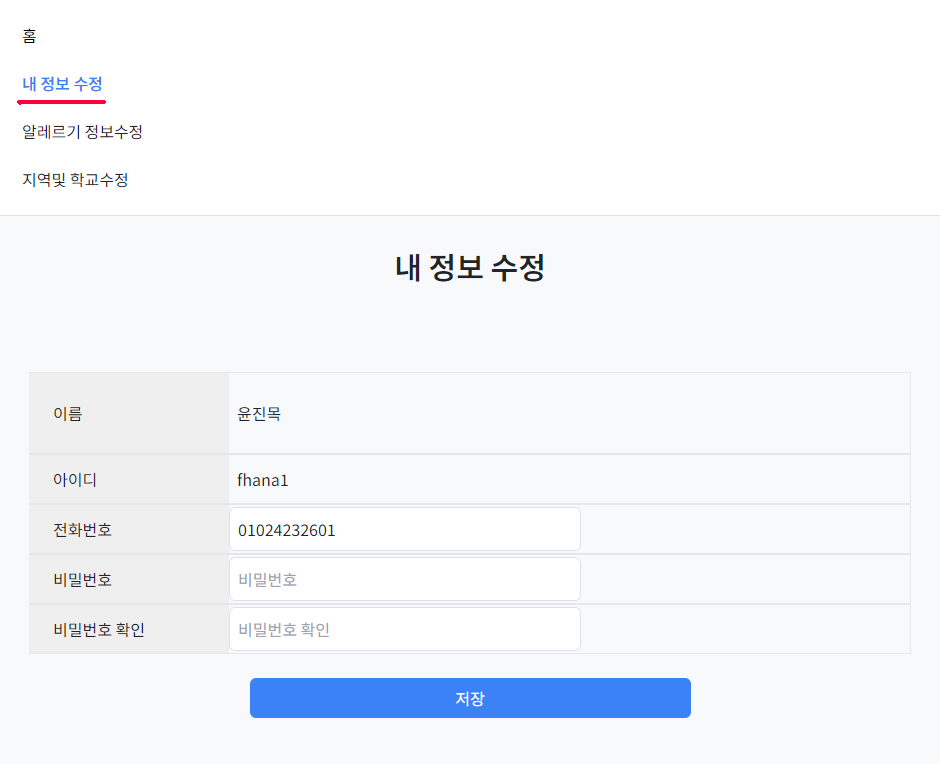 홈
내 정보 수정
알레르기 정보수정
지역및 학교수정
내 정보 수정
이름 윤진목
아이디 fhana1
전화번호 01024232601
비밀번호 비밀번호
비밀번호 확인 비밀번호 확인
저장